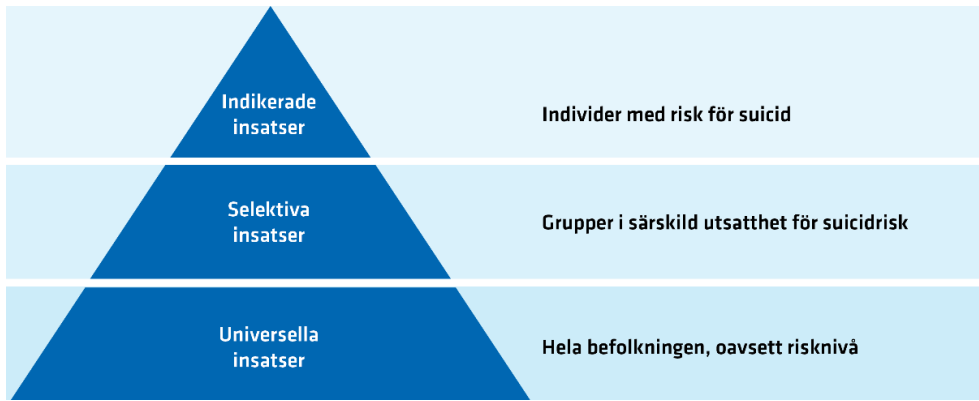 Indikerade
insatser
Individer med risk för suicid
Selektiva
insatser
Grupper i särskild utsatthet för suicidrisk
Universella
insatser
Hela befolkningen, oavsett risknivå